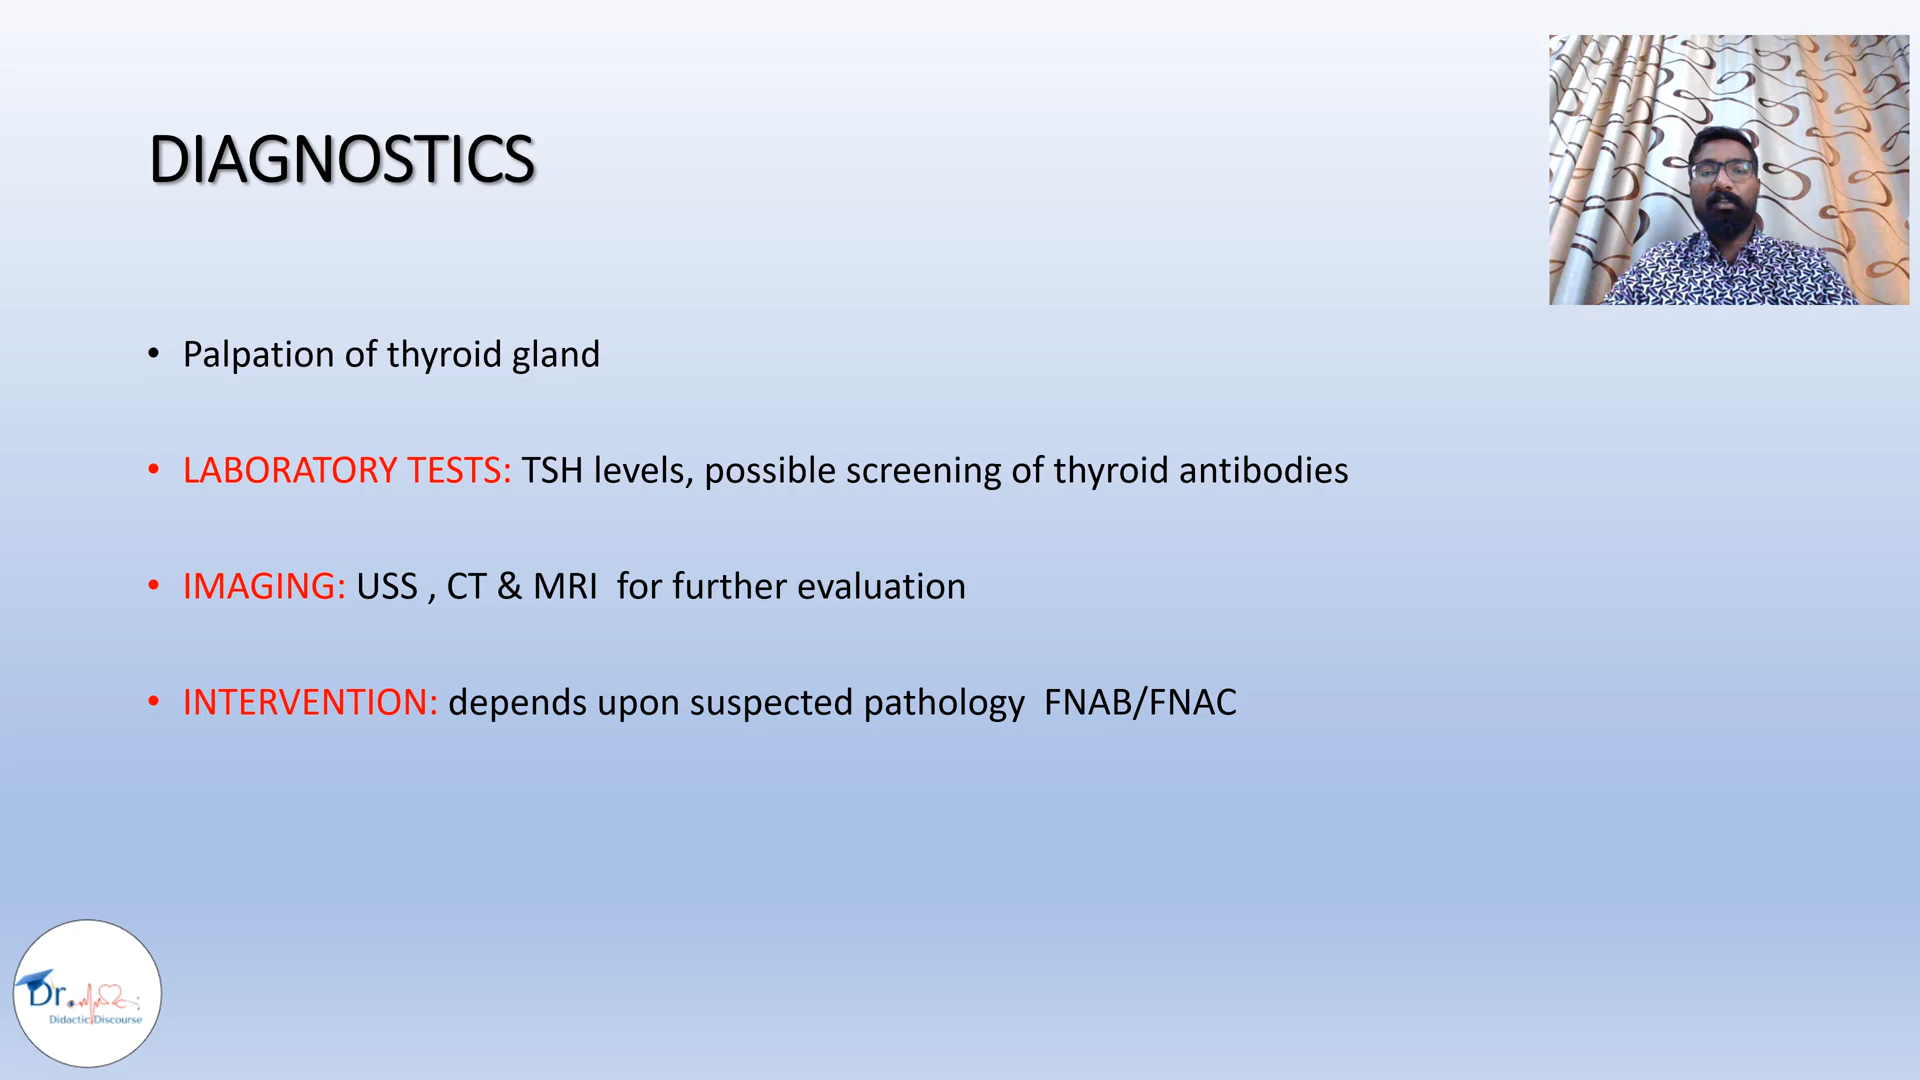 DIAGNOSTICS
• Palpation of thyroid gland
• LABORATORY TESTS: TSH levels, possible screening of thyroid antibodies
• IMAGING: USS , CT & MRI  for further evaluation
• INTERVENTION: depends upon suspected pathology  FNAB/FNAC
Dr.
Didactic Discourse